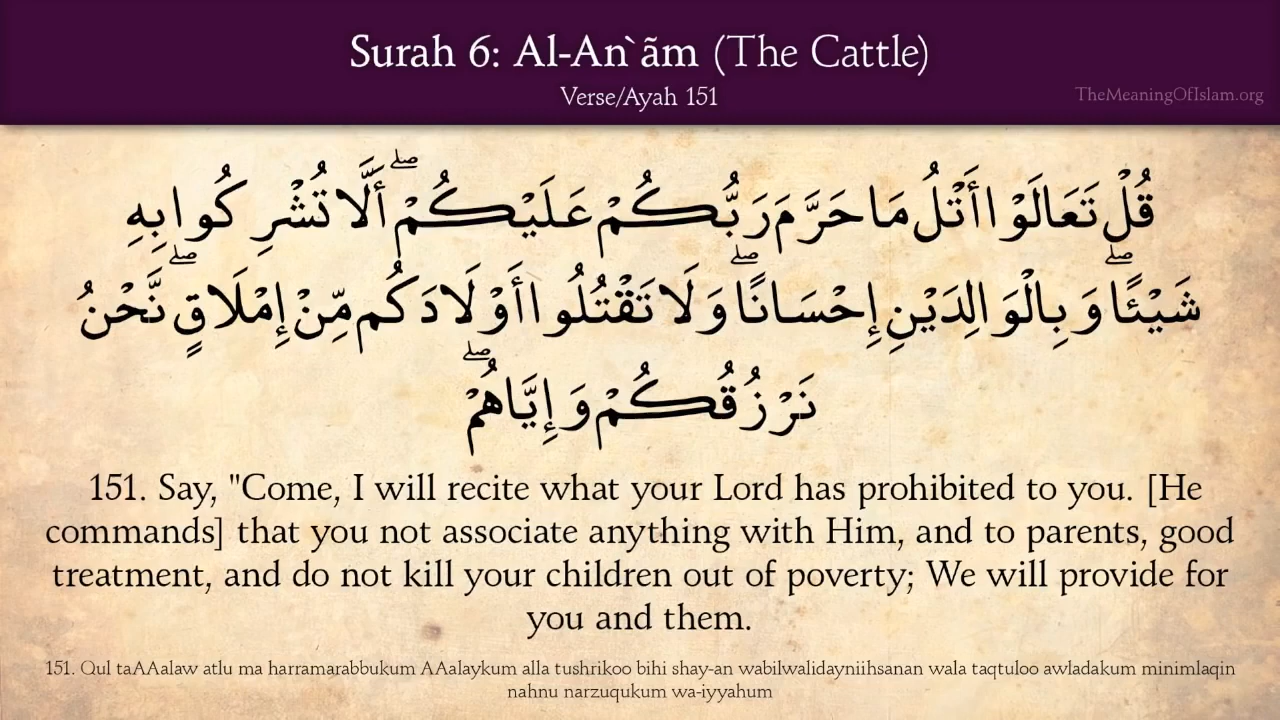 Surah 6: Al-An`ãm (The Cattle)
Verse/Ayah 151
TheMeaningOfIslam.org
قُلْ تَعَالَوْا أَتْلُ مَا حَرَّمَ رَبُّكُمْ عَلَيْكُمْ ۖ أَلَّا تُشْرِكُوا بِهِ
شَيْئًا ۖ وَبِالْوَالِدَيْنِ إِحْسَانًا ۖ وَلَا تَقْتُلُوا أَوْلَادَكُم مِّنْ إِمْلَاقٍ ۖ نَّحْنُ
نَرْزُقُكُمْ وَإِيَّاهُمْ ۖ
151. Say, "Come, I will recite what your Lord has prohibited to you. [He
commands] that you not associate anything with Him, and to parents, good
treatment, and do not kill your children out of poverty; We will provide for
you and them.
151. Qul taAAalaw atlu ma harramarabbukum AAalaykum alla tushrikoo bihi shay-an wabilwalidayniihsanan wala taqtuloo awladakum minimlaqin
nahnu narzuqukum wa-iyyahum